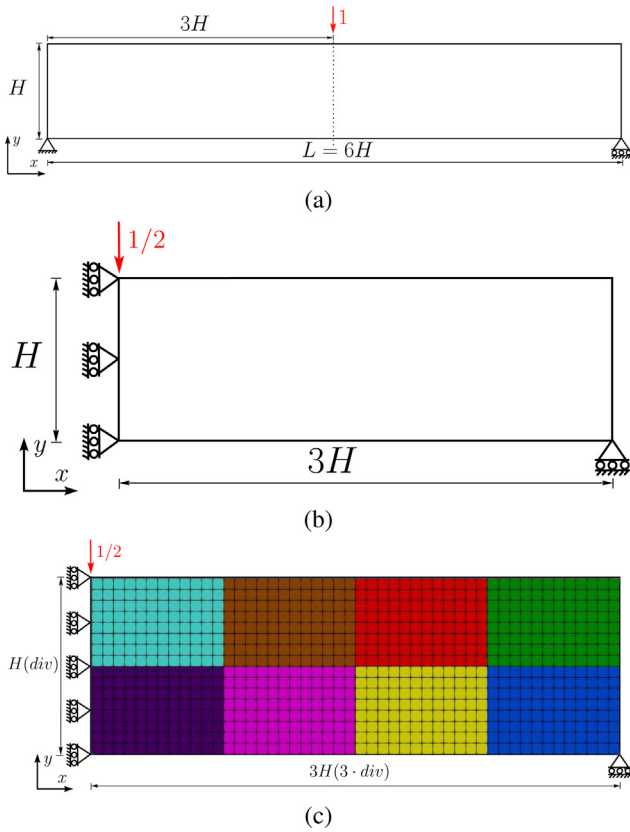 3H
1
H
y
x
L = 6H
(a)
1/2
H
y
x
3H
(b)
1/2
H(div)
y
x
3H(3 · div)
(c)